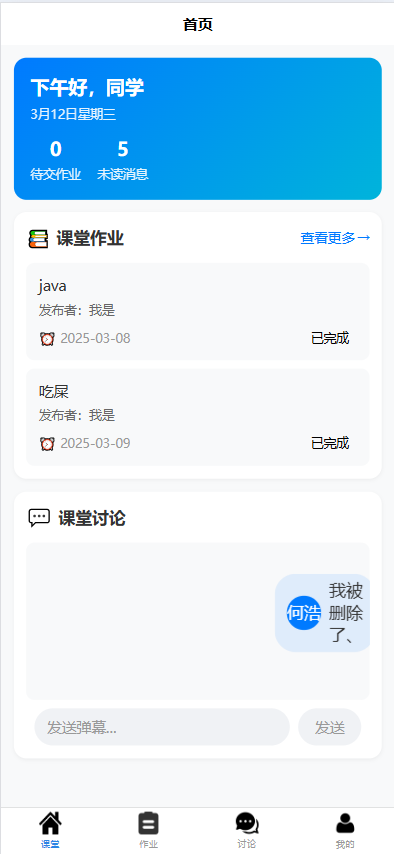 首页
下午好，同学
3月12日星期三
0 5
待交作业 未读消息
课堂作业 查看更多→
java
发布者：我是
2025-03-08 已完成
吃屎
发布者：我是
2025-03-09 已完成
课堂讨论
何浩
我被
删除
了、
发送弹幕... 发送
课堂 作业 讨论 我的